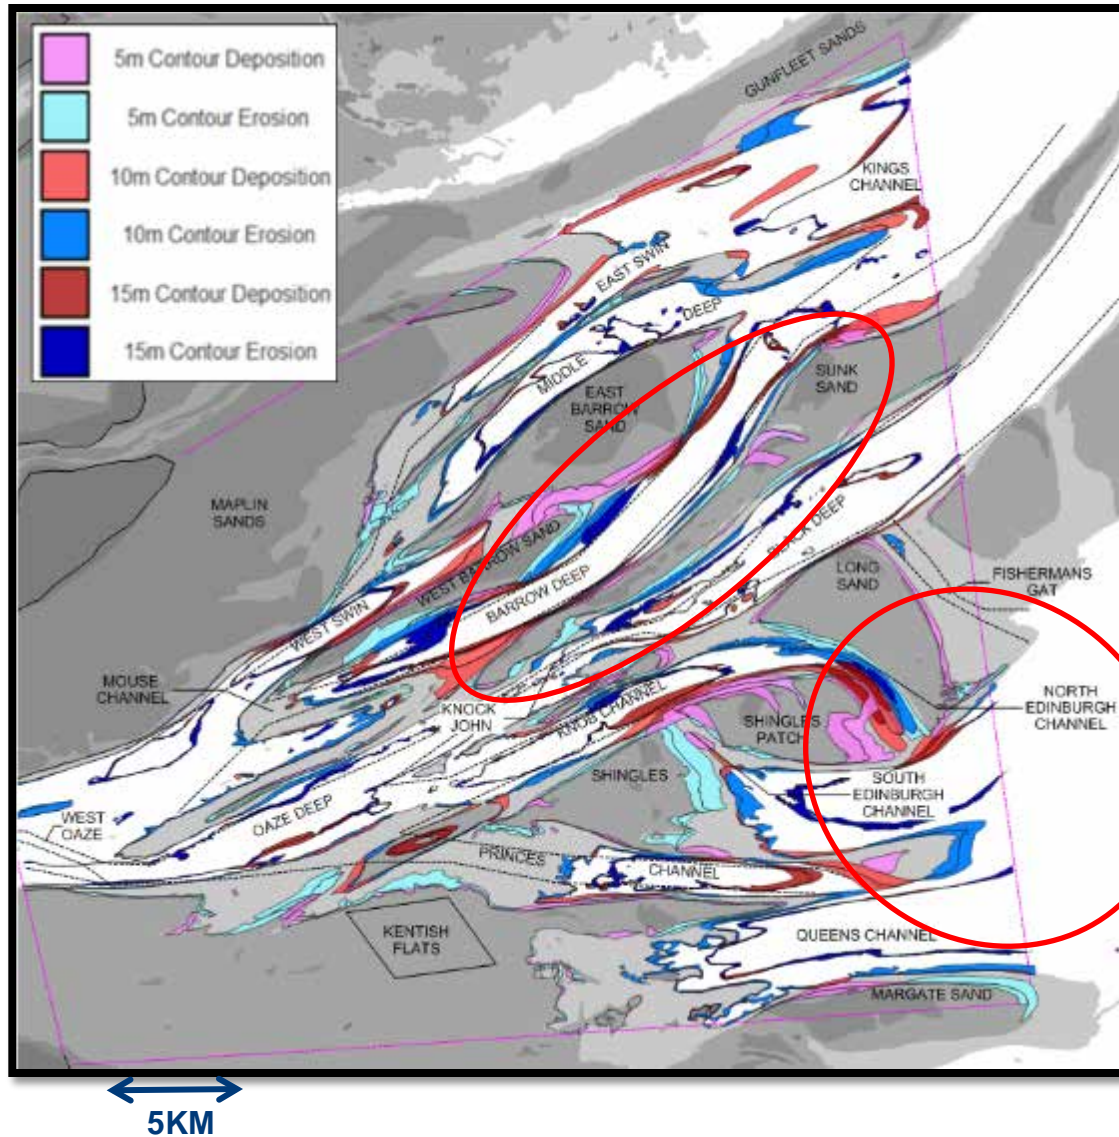 5m Contour Deposition
5m Contour Erosion
10m Contour Deposition
10m Contour Erosion
15m Contour Deposition
15m Contour Erosion
GUNFLEET SANDS
KINGS
CHANNEL
EAST SWIN
MIDDLE DEEP
EAST
BARROW
SAND
SUNK
SAND
MAPLIN
SANDS
WEST BARROW SAND
BLACK DEEP
BARROW DEEP
LONG
SAND
FISHERMANS
GAT
WEST SWIN
MOUSE
CHANNEL
KNOCK
JOHN
KNOB CHANNEL
NORTH
EDINBURGH
CHANNEL
SHINGLES
PATCH
SHINGLES
SOUTH
EDINBURGH
CHANNEL
WEST
OAZE
OAZE DEEP
PRINCES CHANNEL
KENTISH
FLATS
QUEENS CHANNEL
MARGATE SAND
5KM